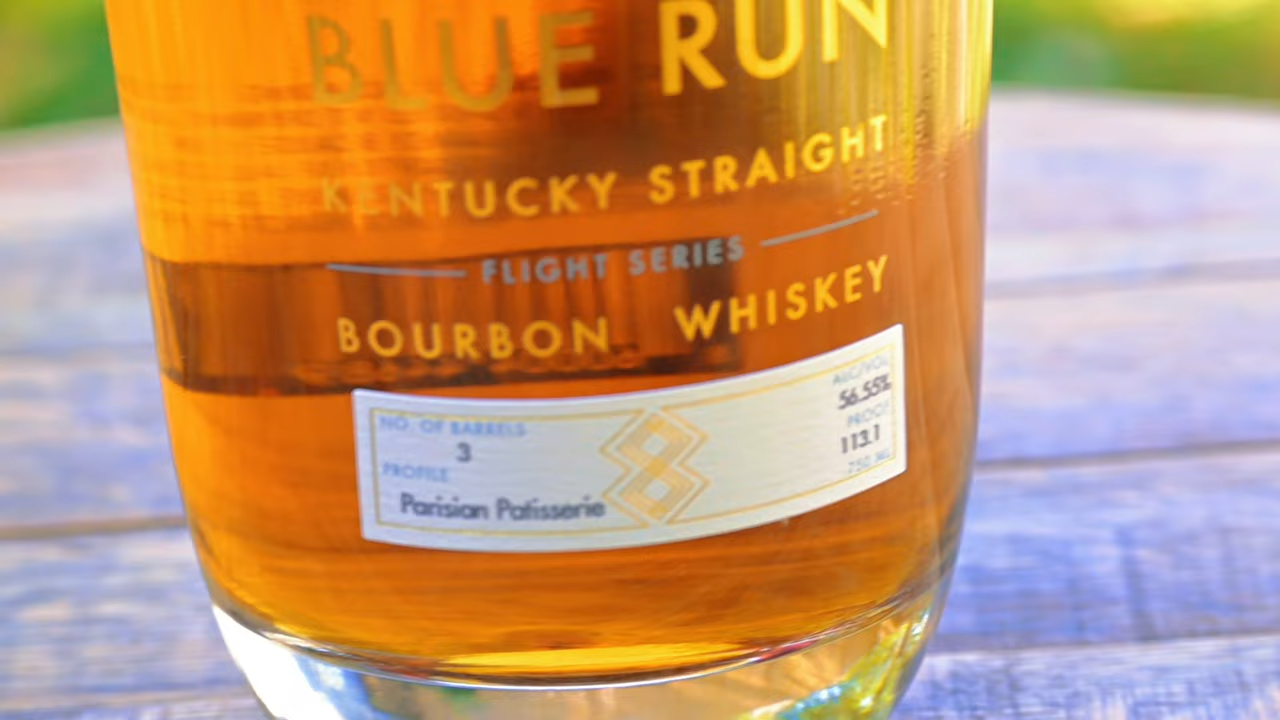 BLUE RUN
KENTUCKY STRAIGHT
FLIGHT SERIES
BOURBON WHISKEY
NO. OF BARRELS
3
PROFILE
Parisian Patisserie
ALC/VOL
56.55%
PROOF
113.1
750 ML